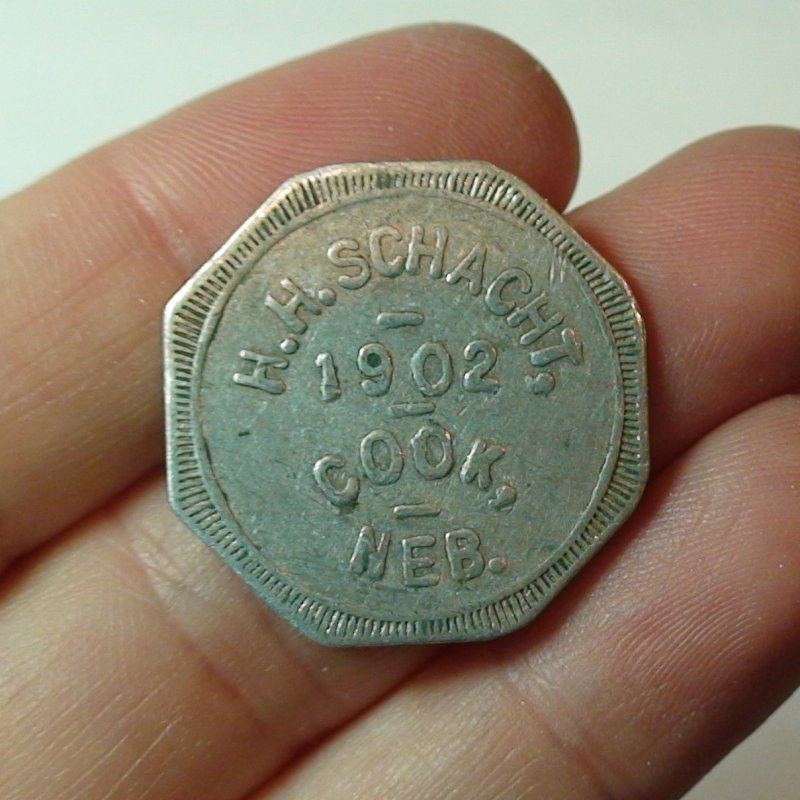 H.H. SCHACHT,
1902
COOK,
NEB.